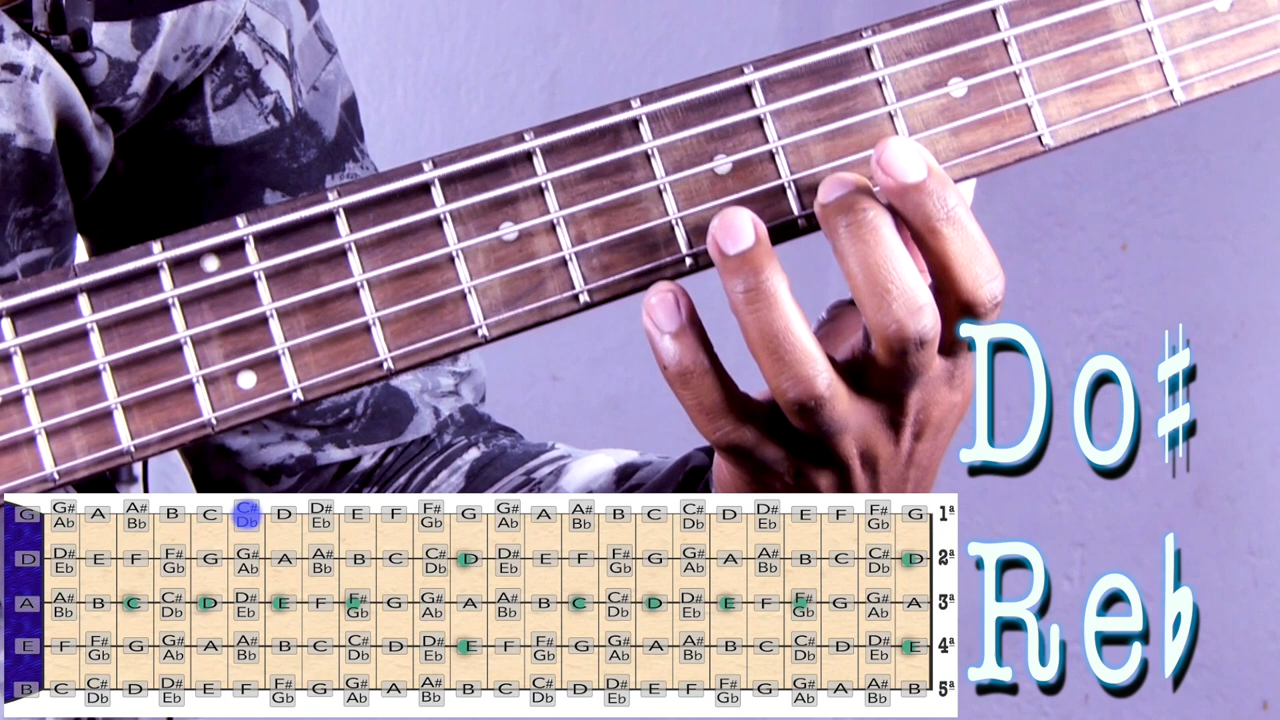 Do♯
Re♭
G G# Ab A A# Bb B C C# Db D D# Eb E F F# Gb G G# Ab A A# Bb B C C# Db D D# Eb E F F# Gb G 1ª
D D# Eb E F F# Gb G G# Ab A A# Bb B C C# Db D D# Eb E F F# Gb G G# Ab A A# Bb B C C# Db D 2ª
A A# Bb B C C# Db D D# Eb E F F# Gb G G# Ab A A# Bb B C C# Db D D# Eb E F F# Gb G G# Ab A 3ª
E F F# Gb G G# Ab A A# Bb B C C# Db D D# Eb E F F# Gb G G# Ab A A# Bb B C C# Db D D# Eb E 4ª
B C C# Db D D# Eb E F F# Gb G G# Ab A A# Bb B C C# Db D D# Eb E F F# Gb G G# Ab A A# Bb B 5ª